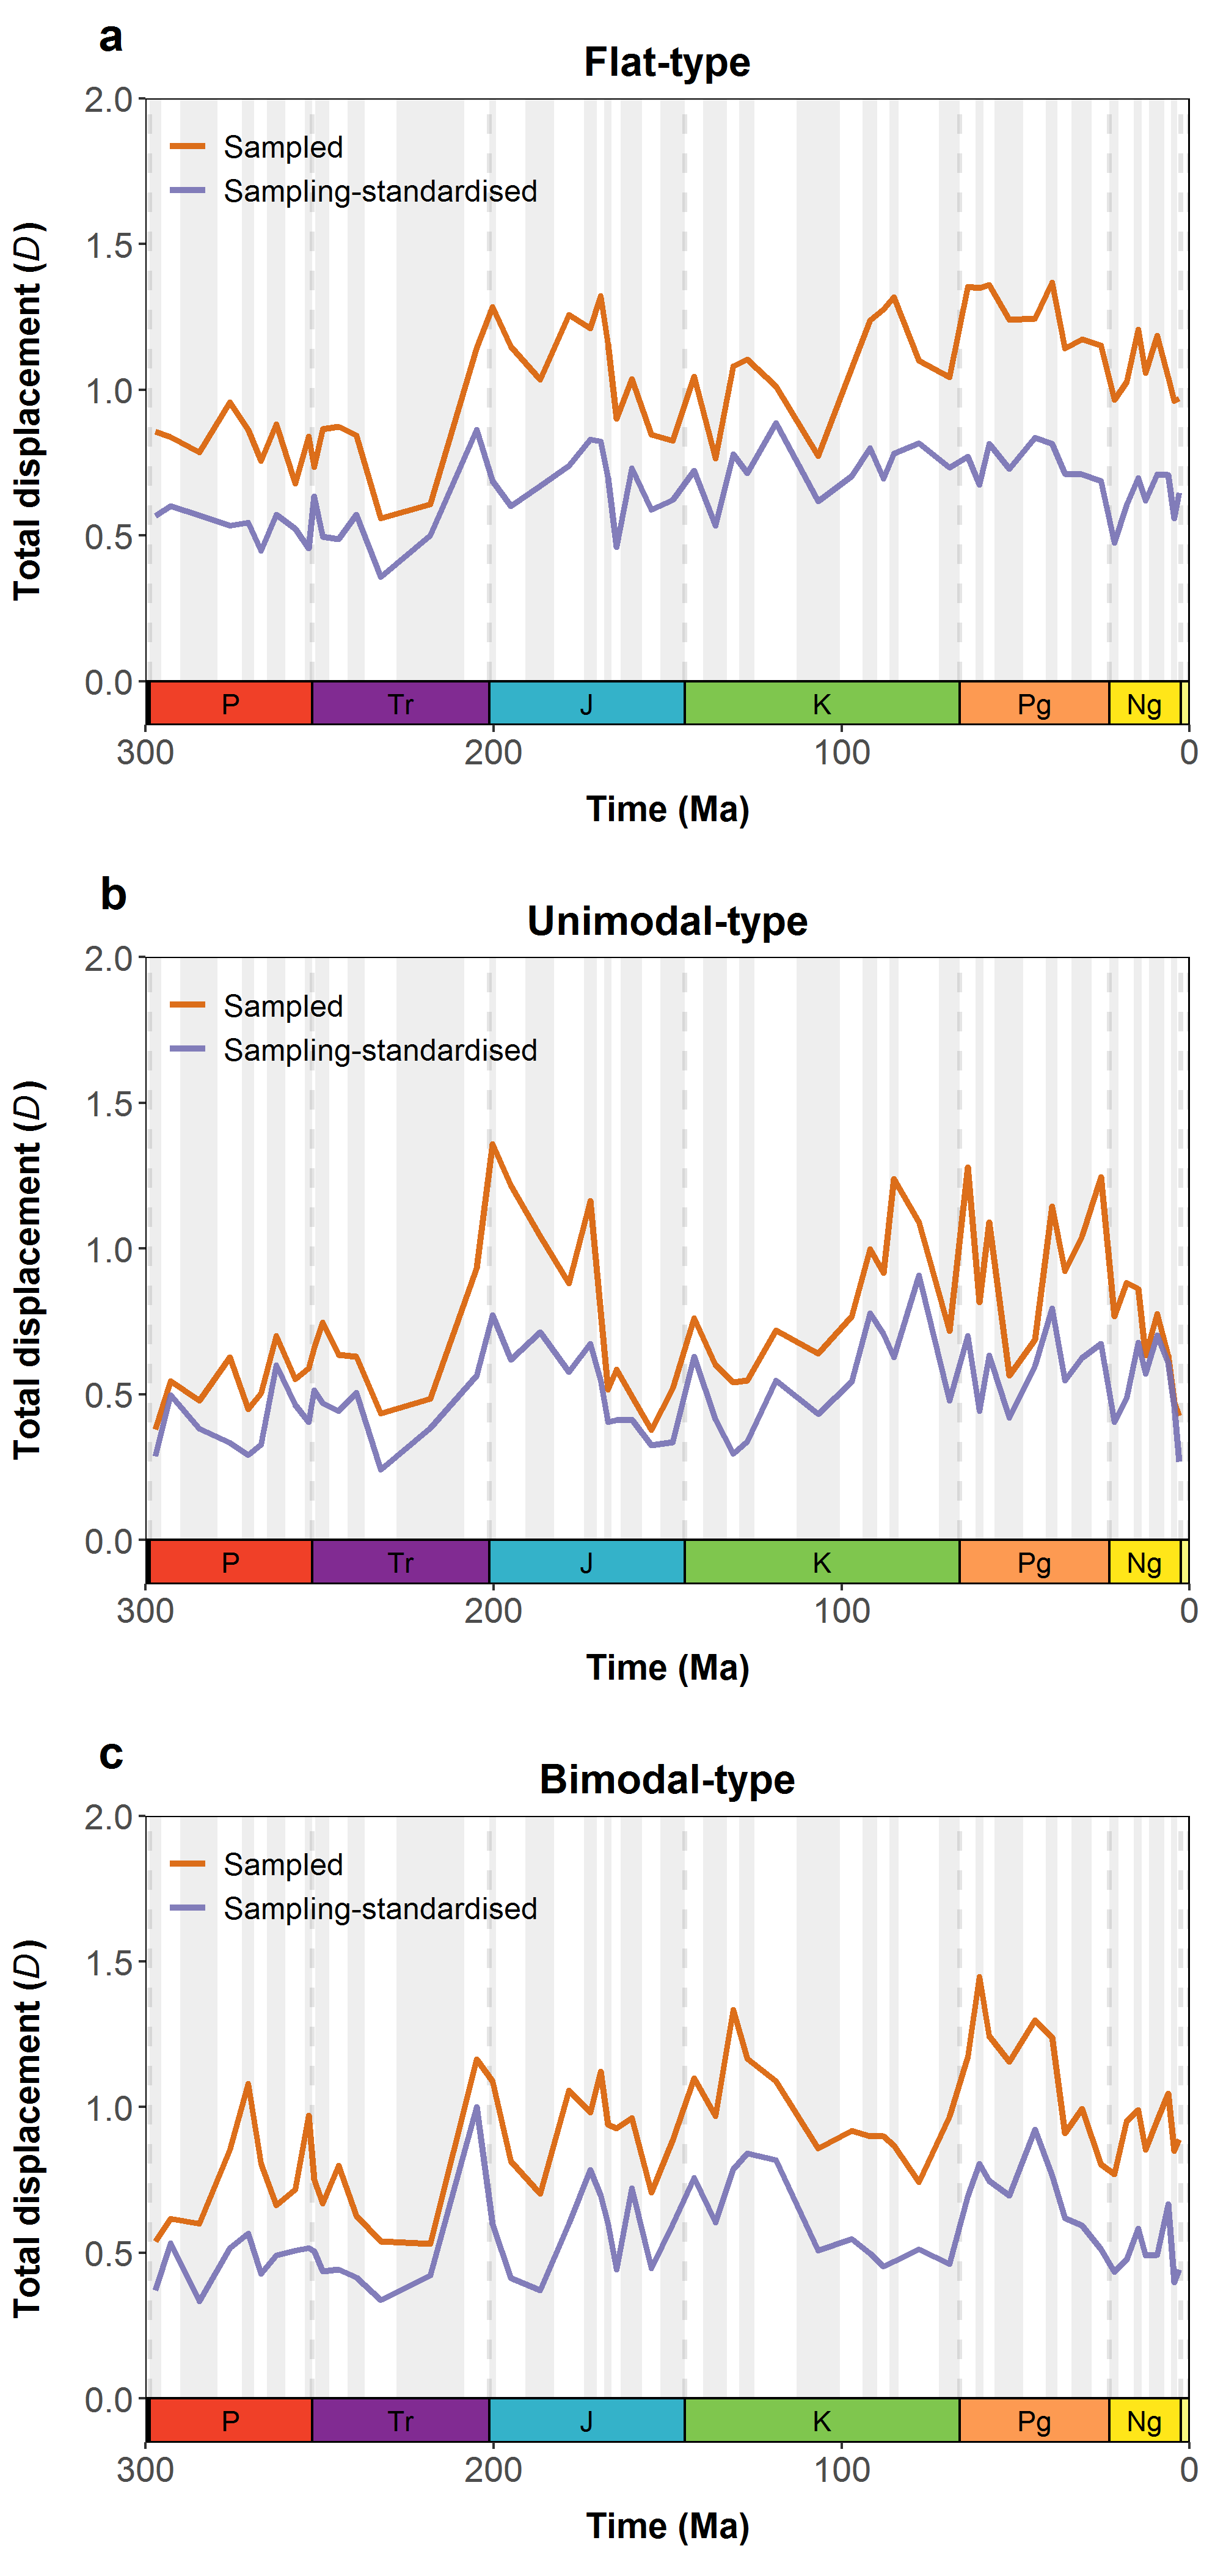 a
Flat-type
Total displacement (D)
2.0
1.5
1.0
0.5
0.0
Sampled
Sampling-standardised
P Tr J K Pg Ng
300 200 100 0
Time (Ma)
b
Unimodal-type
Total displacement (D)
2.0
1.5
1.0
0.5
0.0
Sampled
Sampling-standardised
P Tr J K Pg Ng
300 200 100 0
Time (Ma)
c
Bimodal-type
Total displacement (D)
2.0
1.5
1.0
0.5
0.0
Sampled
Sampling-standardised
P Tr J K Pg Ng
300 200 100 0
Time (Ma)